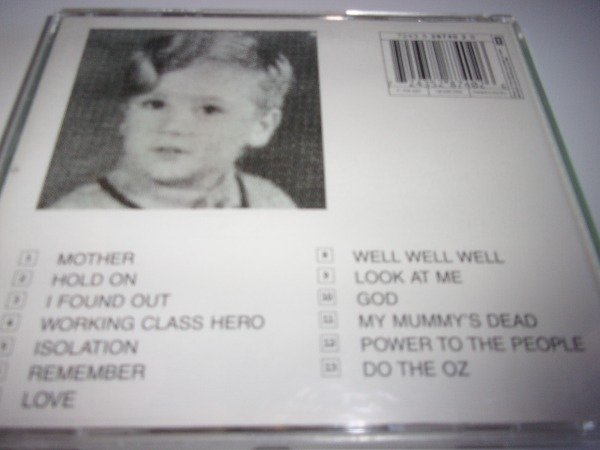 1 MOTHER
2 HOLD ON
3 I FOUND OUT
4 WORKING CLASS HERO
5 ISOLATION
REMEMBER
LOVE
8 WELL WELL WELL
9 LOOK AT ME
10 GOD
11 MY MUMMY'S DEAD
12 POWER TO THE PEOPLE
13 DO THE OZ